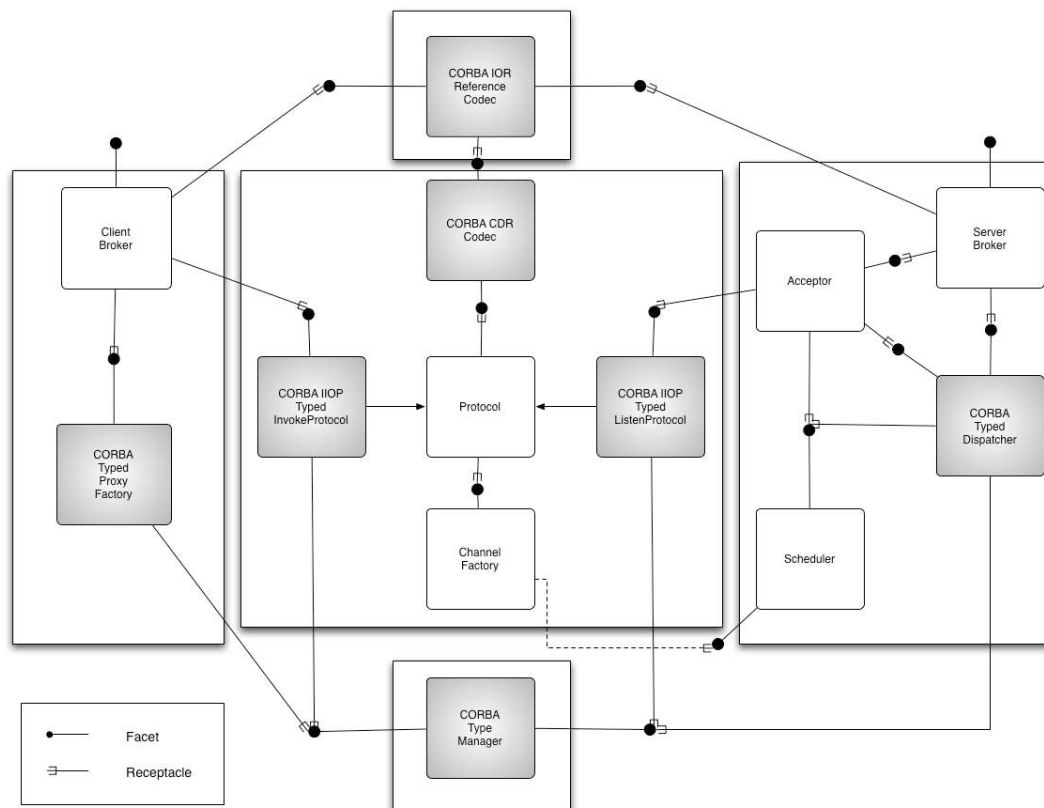 CORBA IOR
Reference
Codec
Client
Broker
CORBA CDR
Codec
Server
Broker
Acceptor
CORBA IIOP
Typed
InvokeProtocol
Protocol
CORBA IIOP
Typed
ListenProtocol
CORBA
Typed
Dispatcher
CORBA
Typed
Proxy
Factory
Channel
Factory
Scheduler
CORBA
Type
Manager
Facet
Receptacle